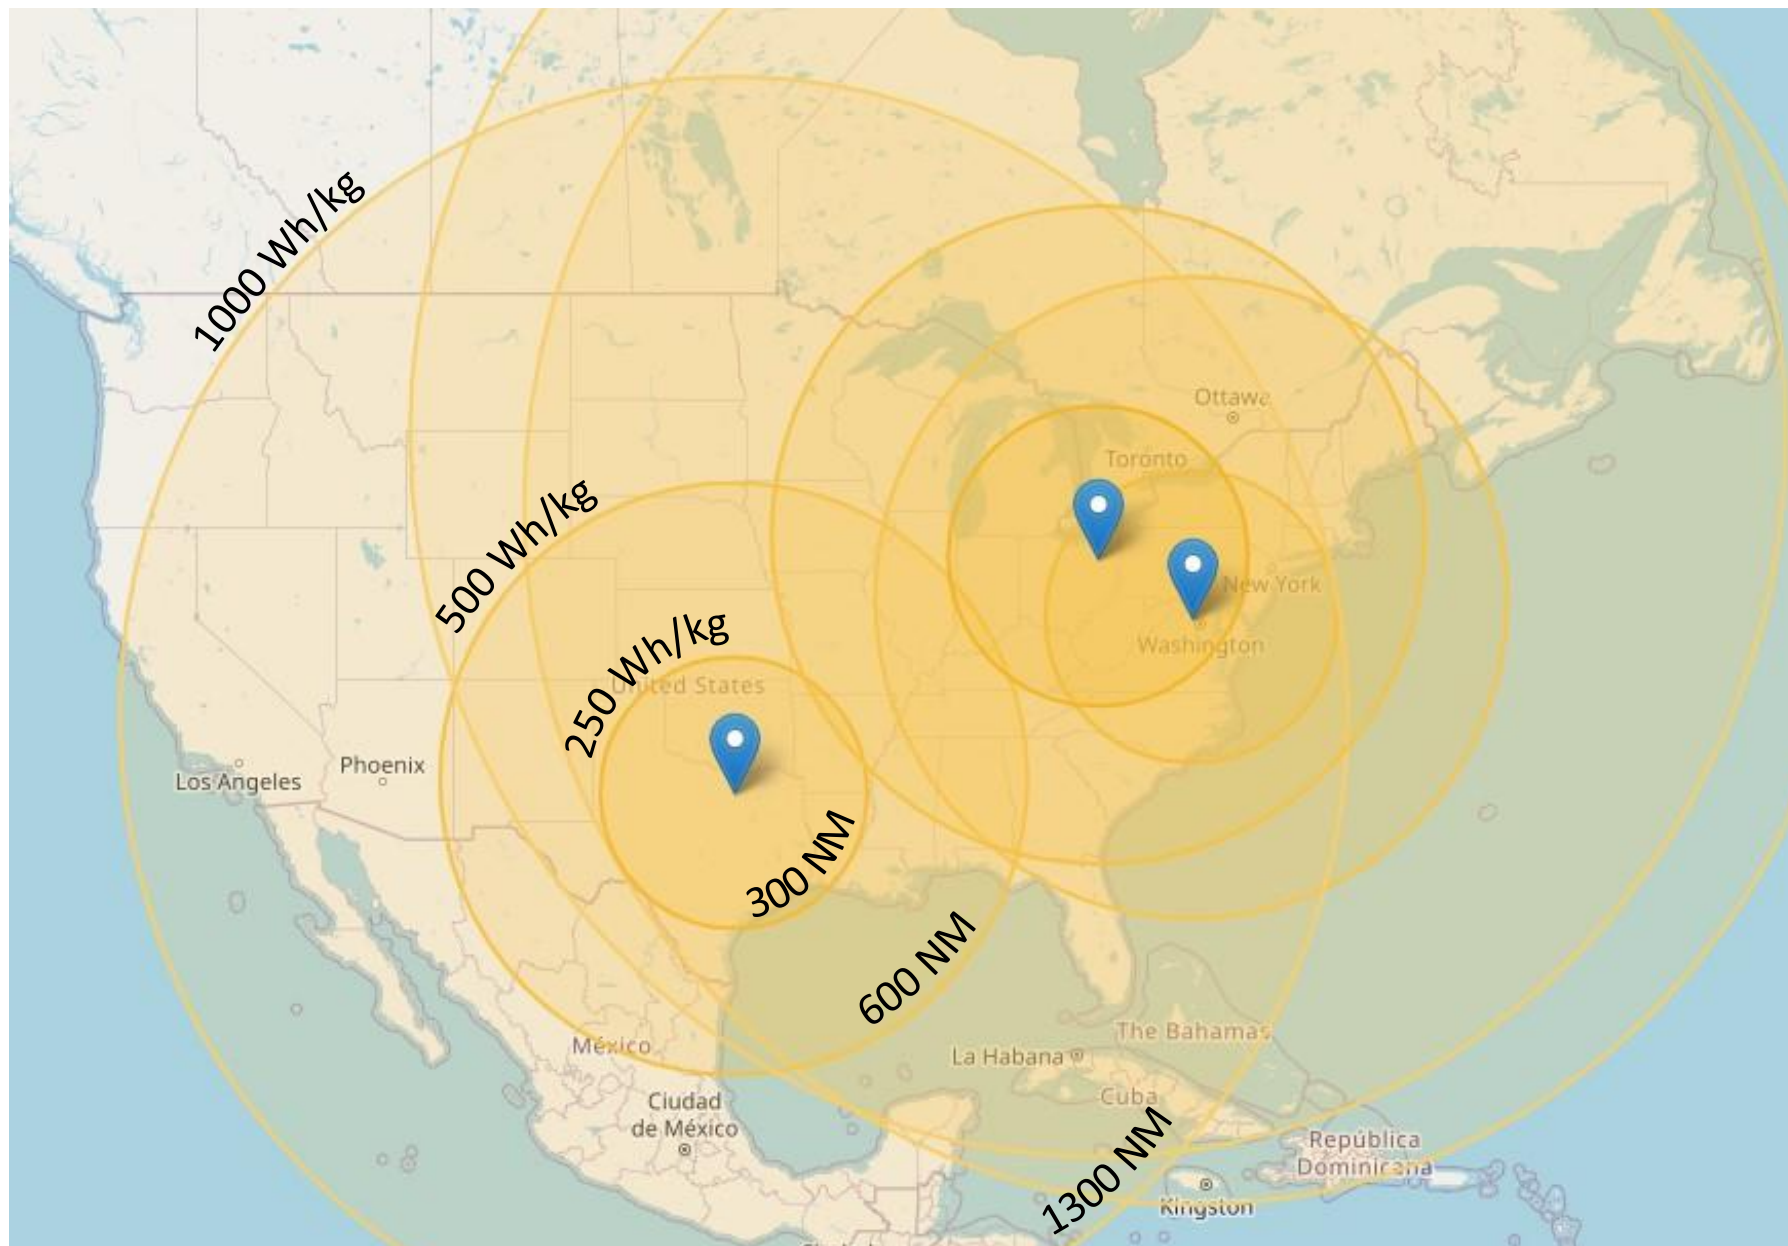 1000 Wh/kg
500 Wh/kg
250 Wh/kg
300 NM
600 NM
1300 NM
Ottawa
Toronto
New York
Washington
United States
Los Angeles
Phoenix
México
Ciudad
de México
La Habana
The Bahamas
Cuba
República
Dominicana
Kingston